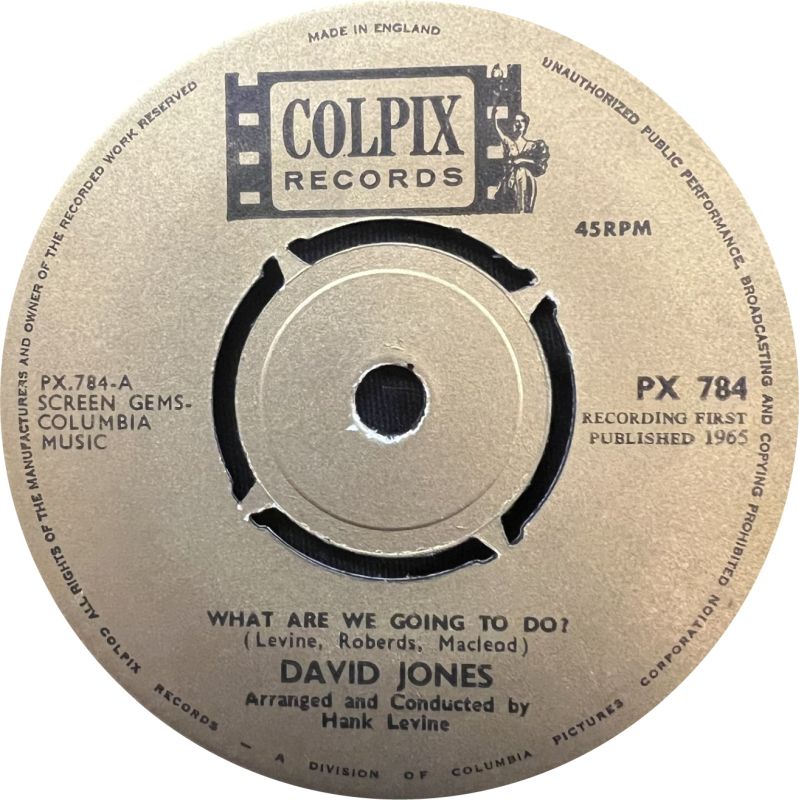 MADE IN ENGLAND
UNAUTHORIZED PUBLIC PERFORMANCE, BROADCASTING AND COPYING PROHIBITED
COLPIX
RECORDS
45RPM
PX.784-A
SCREEN GEMS-
COLUMBIA
MUSIC
PX 784
RECORDING FIRST
PUBLISHED 1965
WHAT ARE WE GOING TO DO?
(Levine, Roberds, Macleod)
DAVID JONES
Arranged and Conducted by
Hank Levine
ALL RIGHTS OF THE MANUFACTURERS AND OWNER OF THE RECORDED WORK RESERVED
COLPIX RECORDS - A DIVISION OF COLUMBIA PICTURES CORPORATION